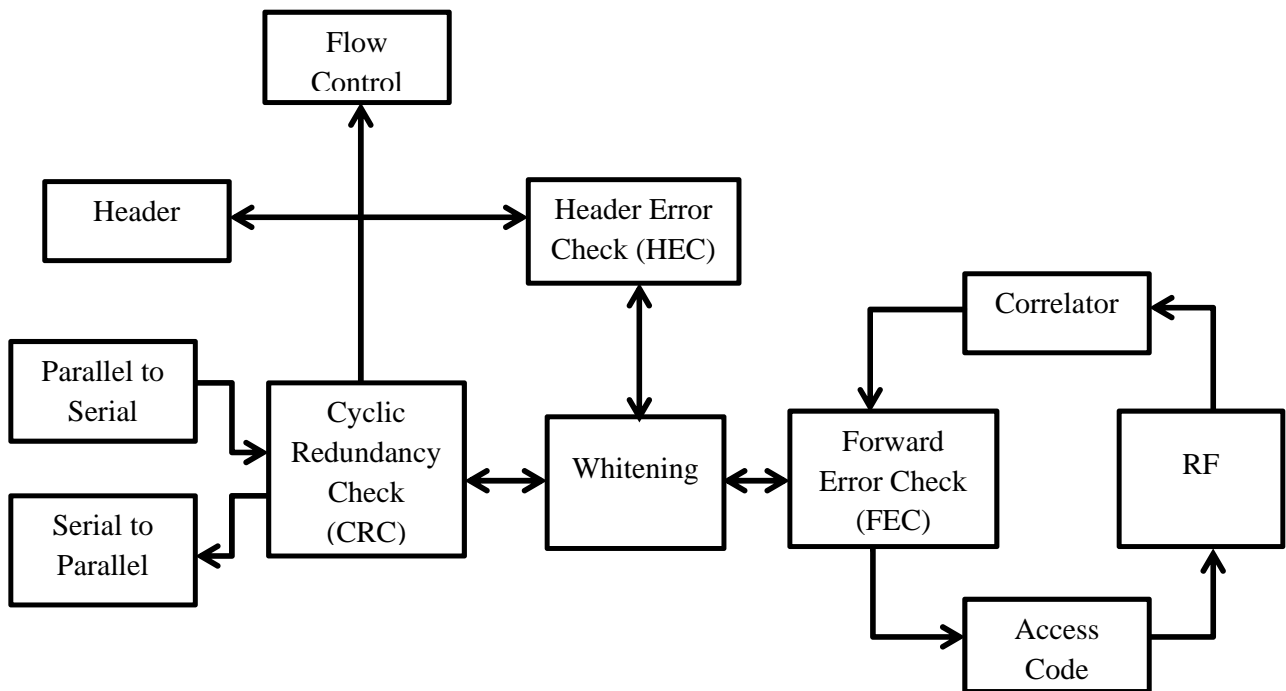 Flow
Control
Header
Header Error
Check (HEC)
Correlator
Parallel to
Serial
Cyclic
Redundancy
Check
(CRC)
Whitening
Forward
Error Check
(FEC)
RF
Serial to
Parallel
Access
Code